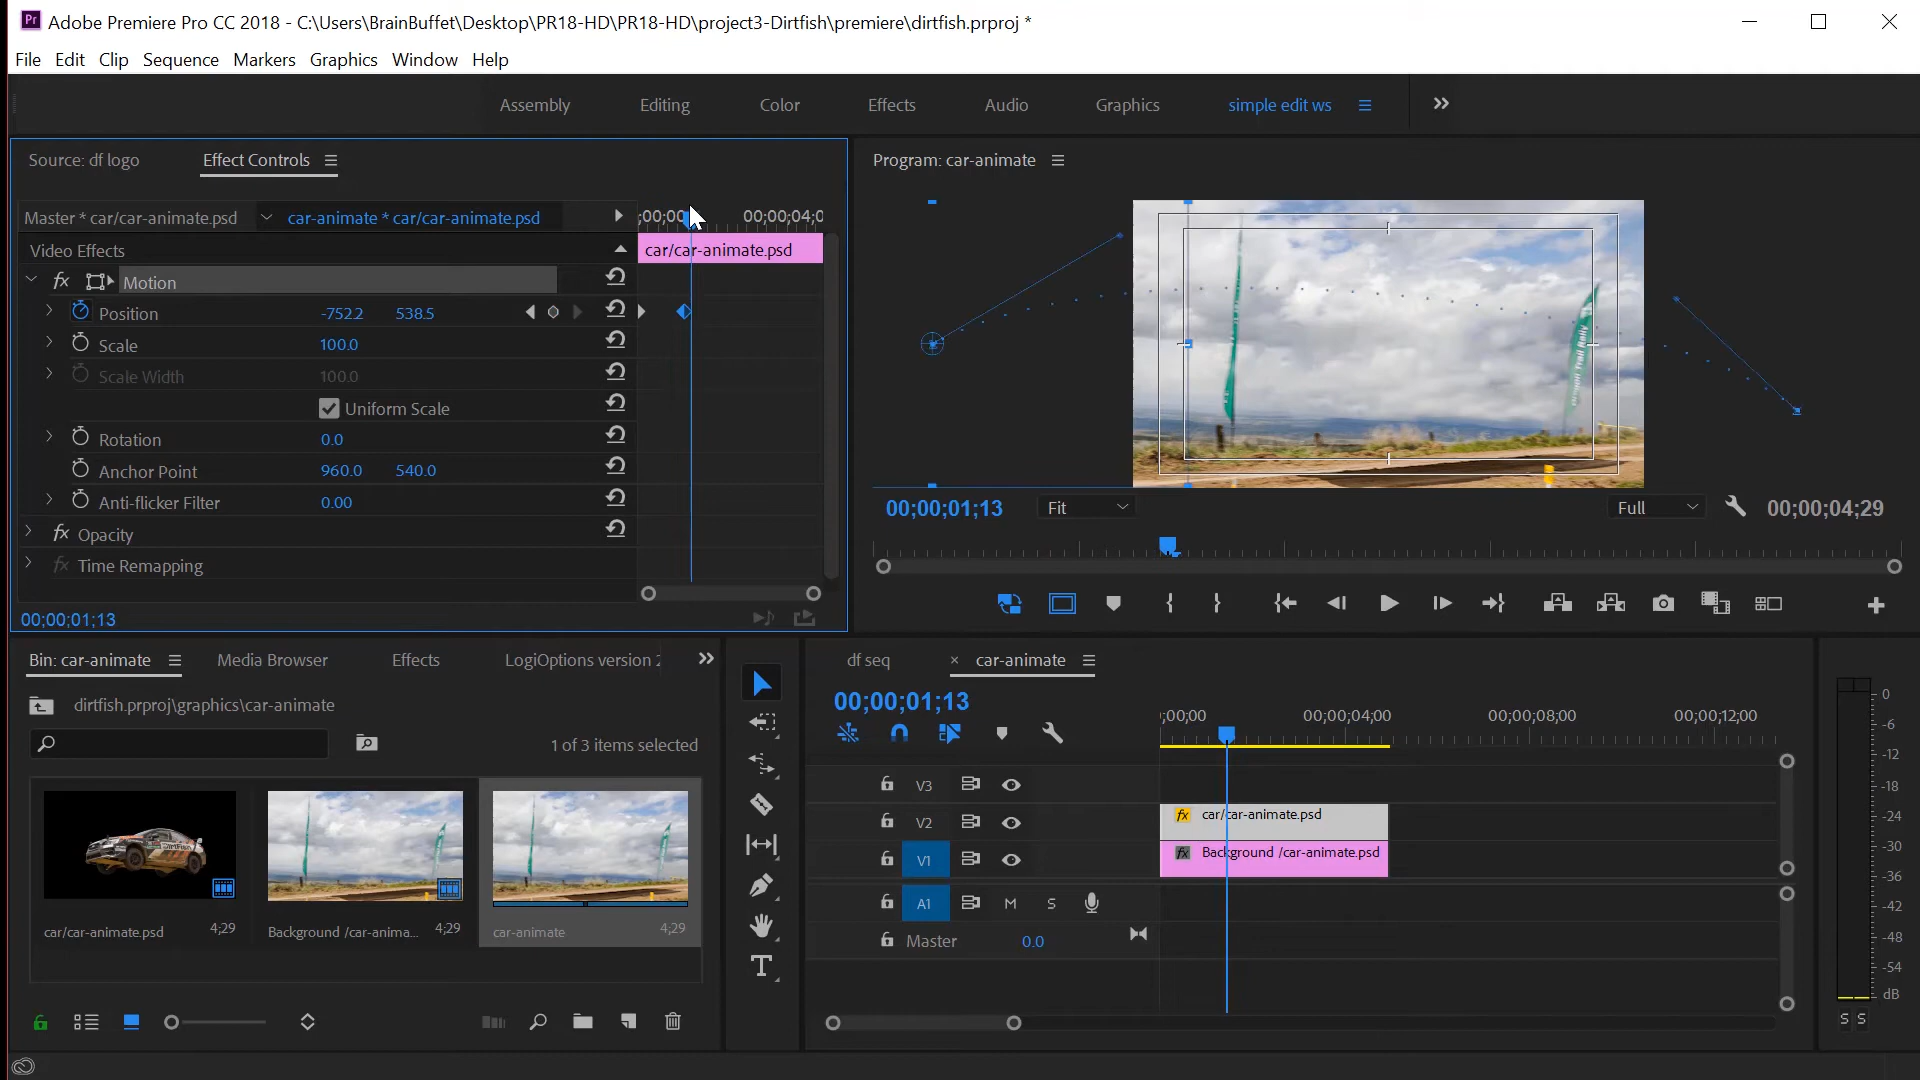 Pr Adobe Premiere Pro CC 2018 - C:\Users\BrainBuffet\Desktop\PR18-HD\PR18-HD\project3-Dirtfish\premiere\dirtfish.prproj *
File Edit Clip Sequence Markers Graphics Window Help
Assembly Editing Color Effects Audio Graphics simple edit ws
Source: df logo Effect Controls
Program: car-animate
Master * car/car-animate.psd car-animate * car/car-animate.psd ;00;00 00;00;04;0
Video Effects car/car-animate.psd
fx Motion
Position -752.2 538.5
Scale 100.0
Scale Width 100.0
Uniform Scale
Rotation 0.0
Anchor Point 960.0 540.0
Anti-flicker Filter 0.00
fx Opacity
fx Time Remapping
00;00;01;13
00;00;01;13 Fit Full 00;00;04;29
Bin: car-animate Media Browser Effects LogiOptions version 2
dirtfish.prproj\graphics\car-animate
1 of 3 items selected
car/car-animate.psd 4;29 Background /car-anima... 4;29 car-animate 4;29
df seq × car-animate
00;00;01;13
;00;00 00;00;04;00 00;00;08;00 00;00;12;00
V3
V2 fx car/car-animate.psd
V1 fx Background /car-animate.psd
A1 M S
Master 0.0
0
-6
-12
-18
-24
-30
-36
-42
-48
-54
dB
S S